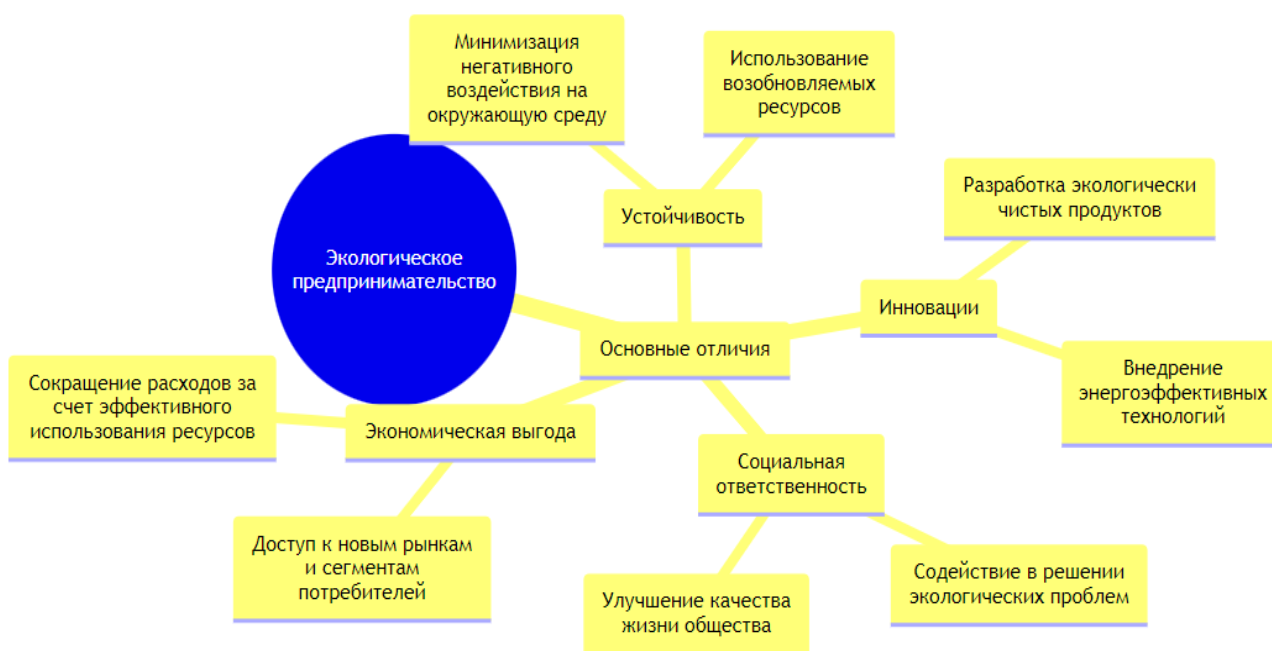 Минимизация
негативного
воздействия на
окружающую среду
Использование
возобновляемых
ресурсов
Устойчивость
Разработка экологически
чистых продуктов
Экологическое
предпринимательство
Инновации
Основные отличия
Внедрение
энергоэффективных
технологий
Сокращение расходов за
счет эффективного
использования ресурсов
Экономическая выгода
Социальная
ответственность
Доступ к новым рынкам
и сегментам
потребителей
Улучшение качества
жизни общества
Содействие в решении
экологических проблем